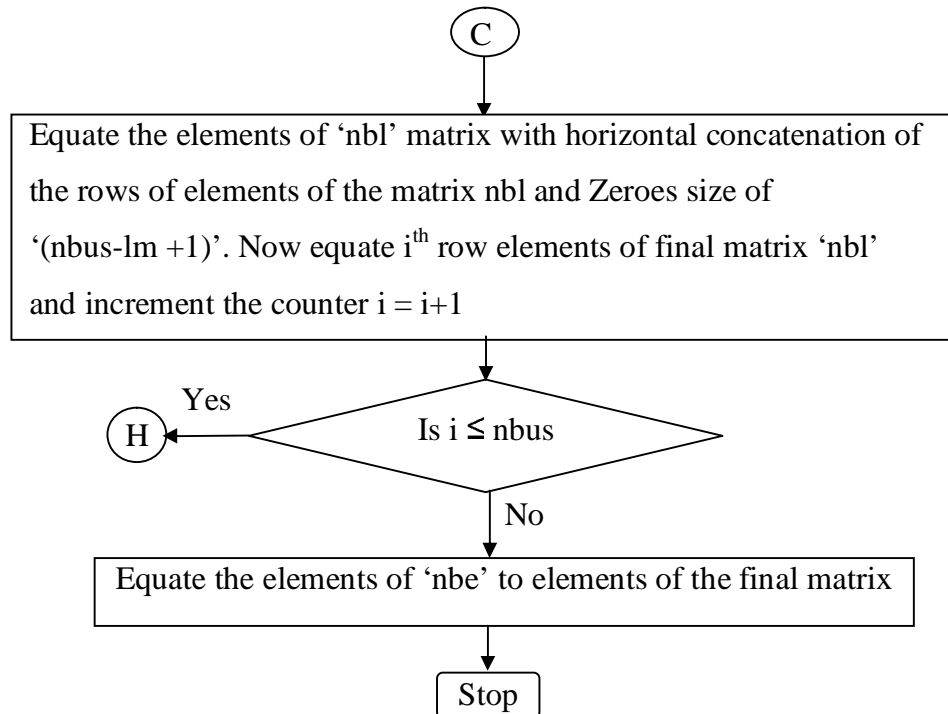 C
Equate the elements of ‘nbl’ matrix with horizontal concatenation of
the rows of elements of the matrix nbl and Zeroes size of
‘(nbus-lm +1)’. Now equate iᵗʰ row elements of final matrix ‘nbl’
and increment the counter i = i+1
Yes
H
Is i ≤ nbus
No
Equate the elements of ‘nbe’ to elements of the final matrix
Stop